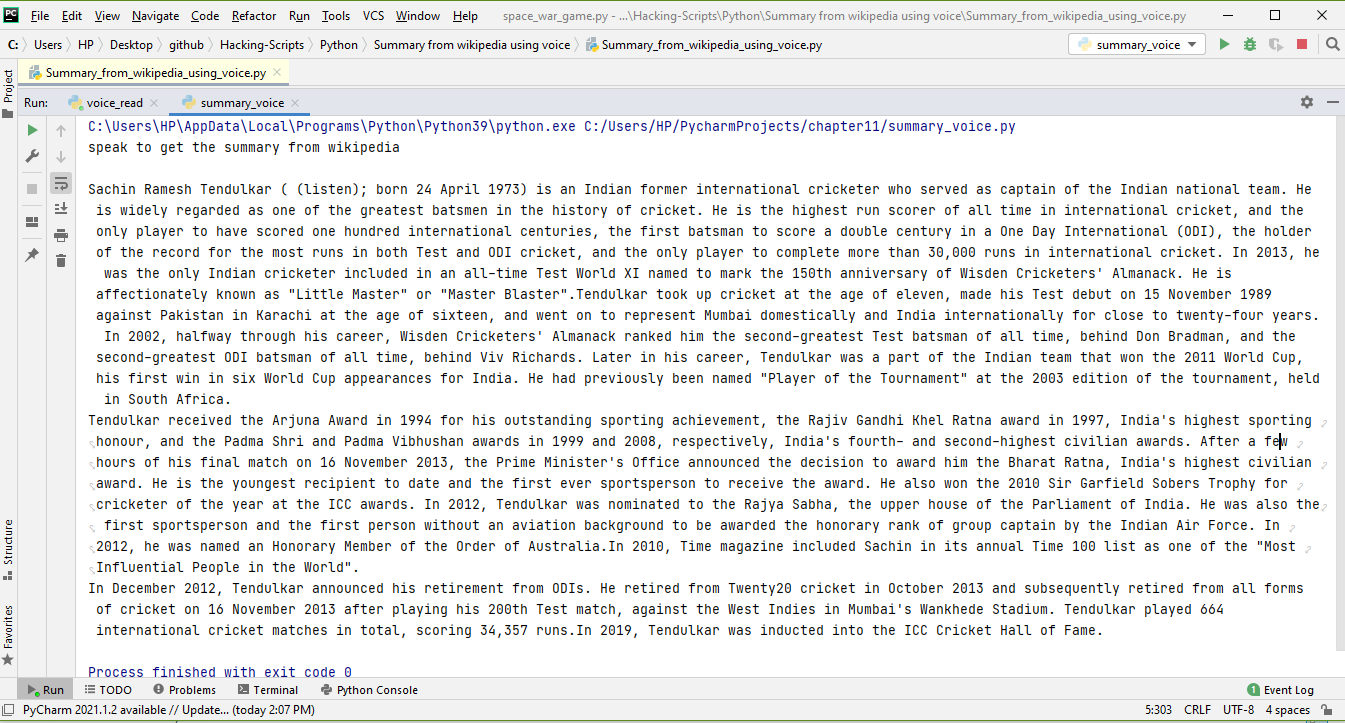 PC File Edit View Navigate Code Refactor Run Tools VCS Window Help space_war_game.py - ...\Hacking-Scripts\Python\Summary from wikipedia using voice\Summary_from_wikipedia_using_voice.py
C: Users HP Desktop github Hacking-Scripts Python Summary from wikipedia using voice Summary_from_wikipedia_using_voice.py summary_voice
Project
Summary_from_wikipedia_using_voice.py
Run: voice_read summary_voice
C:\Users\HP\AppData\Local\Programs\Python\Python39\python.exe C:/Users/HP/PycharmProjects/chapter11/summary_voice.py
speak to get the summary from wikipedia
Sachin Ramesh Tendulkar ( (listen); born 24 April 1973) is an Indian former international cricketer who served as captain of the Indian national team. He
is widely regarded as one of the greatest batsmen in the history of cricket. He is the highest run scorer of all time in international cricket, and the
only player to have scored one hundred international centuries, the first batsman to score a double century in a One Day International (ODI), the holder
of the record for the most runs in both Test and ODI cricket, and the only player to complete more than 30,000 runs in international cricket. In 2013, he
was the only Indian cricketer included in an all-time Test World XI named to mark the 150th anniversary of Wisden Cricketers' Almanack. He is
affectionately known as "Little Master" or "Master Blaster".Tendulkar took up cricket at the age of eleven, made his Test debut on 15 November 1989
against Pakistan in Karachi at the age of sixteen, and went on to represent Mumbai domestically and India internationally for close to twenty-four years.
In 2002, halfway through his career, Wisden Cricketers' Almanack ranked him the second-greatest Test batsman of all time, behind Don Bradman, and the
second-greatest ODI batsman of all time, behind Viv Richards. Later in his career, Tendulkar was a part of the Indian team that won the 2011 World Cup,
his first win in six World Cup appearances for India. He had previously been named "Player of the Tournament" at the 2003 edition of the tournament, held
in South Africa.
Tendulkar received the Arjuna Award in 1994 for his outstanding sporting achievement, the Rajiv Gandhi Khel Ratna award in 1997, India's highest sporting
honour, and the Padma Shri and Padma Vibhushan awards in 1999 and 2008, respectively, India's fourth- and second-highest civilian awards. After a few
hours of his final match on 16 November 2013, the Prime Minister's Office announced the decision to award him the Bharat Ratna, India's highest civilian
award. He is the youngest recipient to date and the first ever sportsperson to receive the award. He also won the 2010 Sir Garfield Sobers Trophy for
cricketer of the year at the ICC awards. In 2012, Tendulkar was nominated to the Rajya Sabha, the upper house of the Parliament of India. He was also the
first sportsperson and the first person without an aviation background to be awarded the honorary rank of group captain by the Indian Air Force. In
2012, he was named an Honorary Member of the Order of Australia.In 2010, Time magazine included Sachin in its annual Time 100 list as one of the "Most
Influential People in the World".
In December 2012, Tendulkar announced his retirement from ODIs. He retired from Twenty20 cricket in October 2013 and subsequently retired from all forms
of cricket on 16 November 2013 after playing his 200th Test match, against the West Indies in Mumbai's Wankhede Stadium. Tendulkar played 664
international cricket matches in total, scoring 34,357 runs.In 2019, Tendulkar was inducted into the ICC Cricket Hall of Fame.
Process finished with exit code 0
Structure
Favorites
Run TODO Problems Terminal Python Console 1 Event Log
PyCharm 2021.1.2 available // Update... (today 2:07 PM) 5:303 CRLF UTF-8 4 spaces